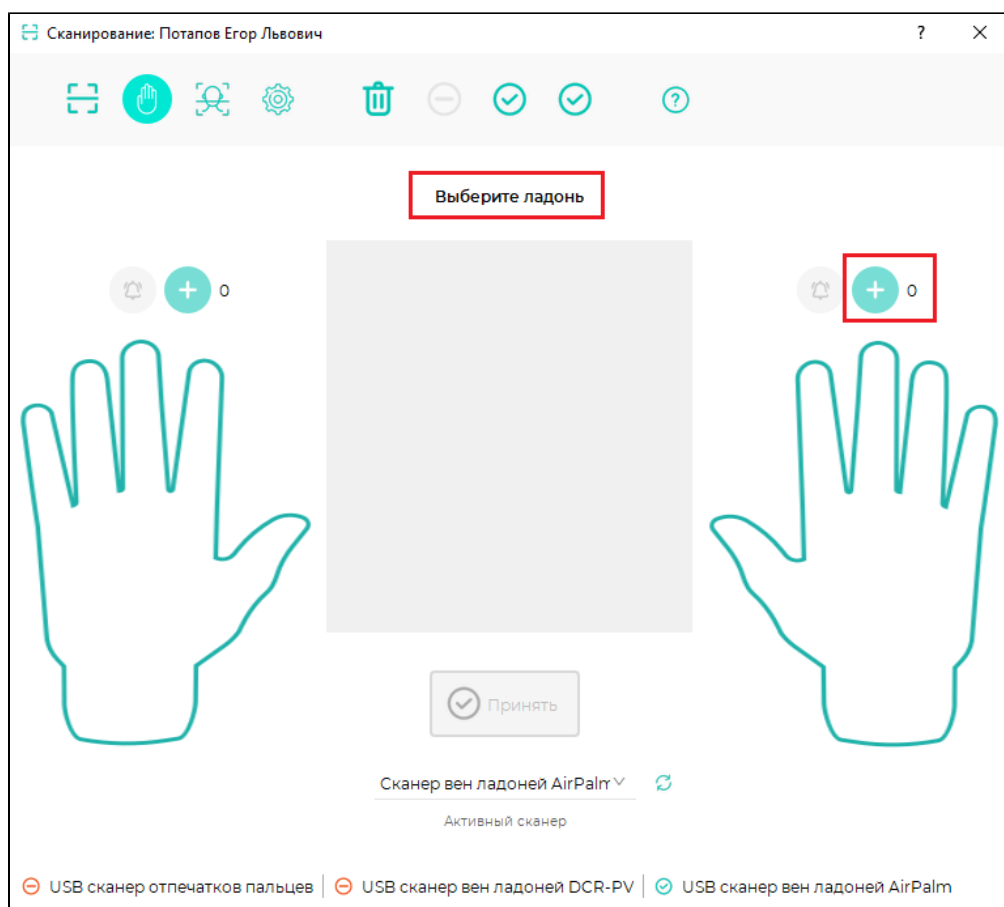 Сканирование: Потапов Егор Львович
Выберите ладонь
0
0
Принять
Сканер вен ладоней AirPalm
Активный сканер
USB сканер отпечатков пальцев
USB сканер вен ладоней DCR-PV
USB сканер вен ладоней AirPalm